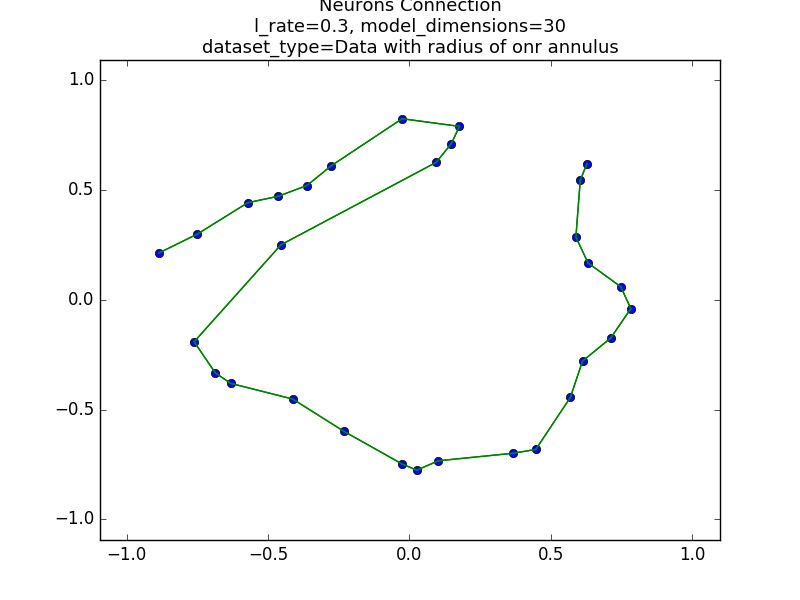 Neurons Connection
l_rate=0.3, model_dimensions=30
dataset_type=Data with radius of onr annulus
1.0
0.5
0.0
−0.5
−1.0
−1.0 −0.5 0.0 0.5 1.0